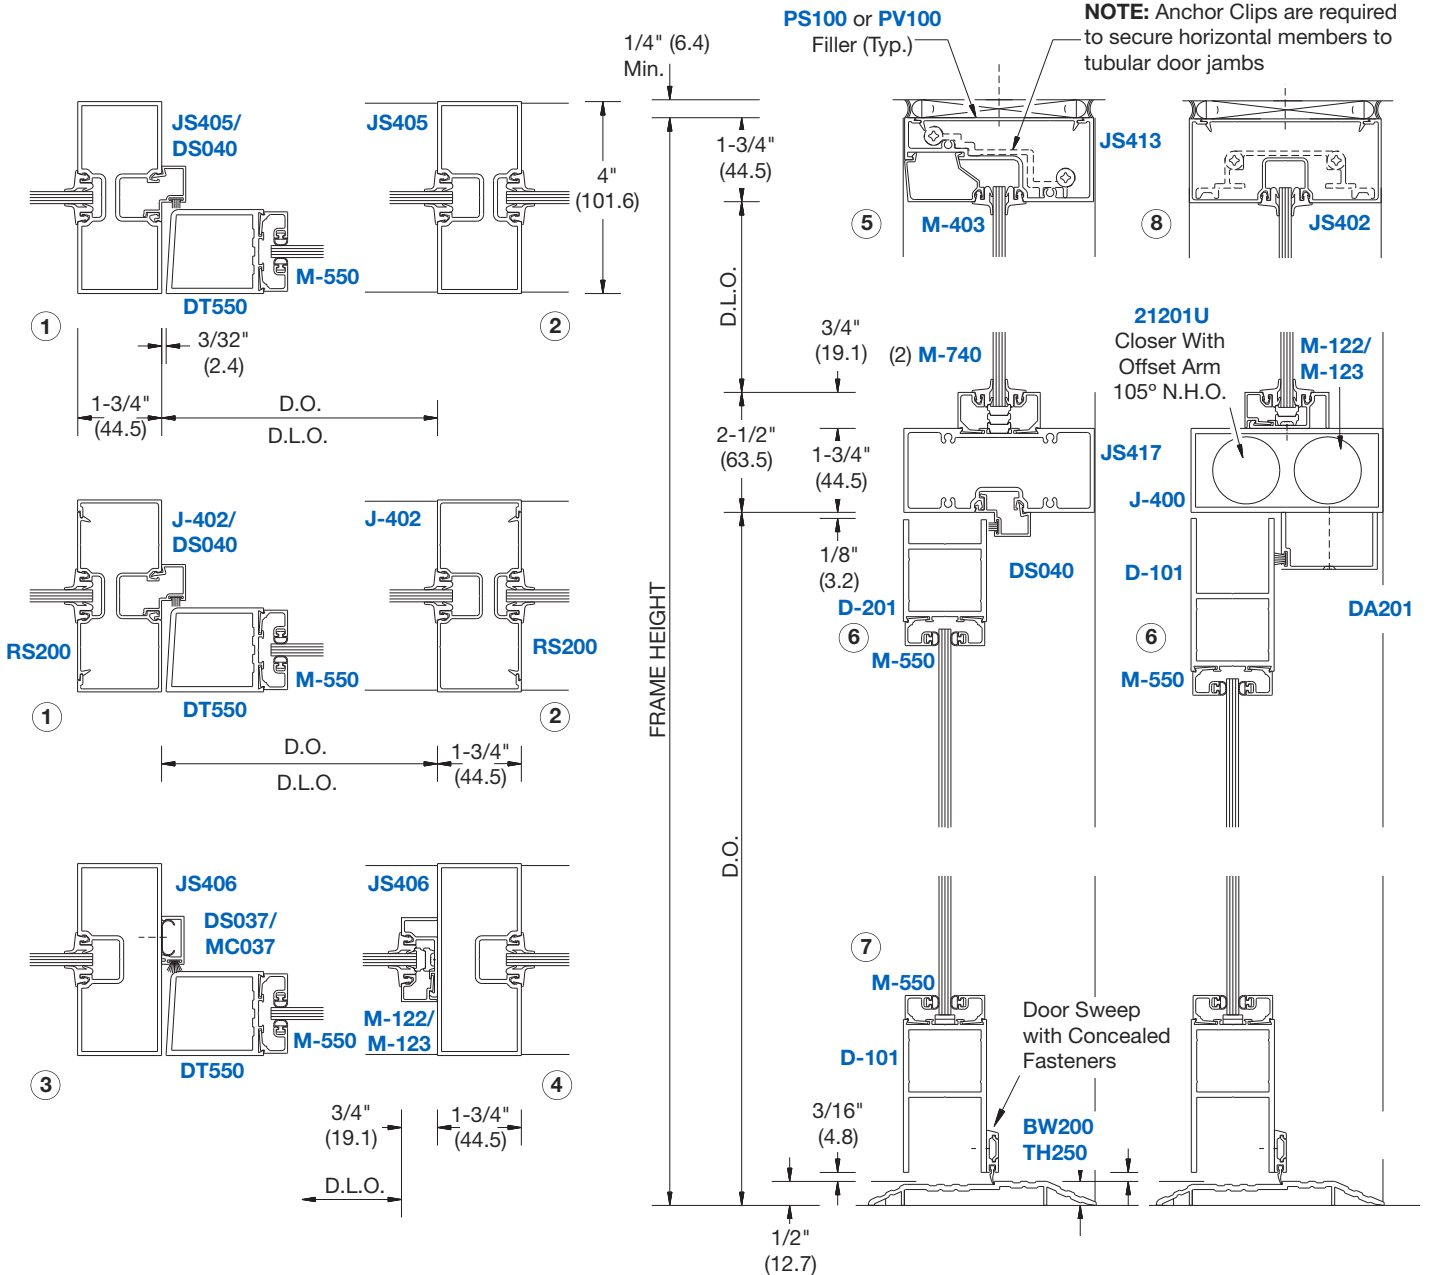 PS100 or PV100
Filler (Typ.)
NOTE: Anchor Clips are required
to secure horizontal members to
tubular door jambs
1/4" (6.4)
Min.
JS405/
DS040
JS405
4"
(101.6)
M-550
DT550
1
2
3/32"
(2.4)
1-3/4"
(44.5)
D.O.
D.L.O.
1-3/4"
(44.5)
JS413
5
M-403
8
JS402
D.L.O.
3/4"
(19.1)
(2) M-740
21201U
Closer With
Offset Arm
105º N.H.O.
M-122/
M-123
2-1/2"
(63.5)
1-3/4"
(44.5)
JS417
J-400
1/8"
(3.2)
DS040
D-101
D-201
DA201
6
6
M-550
M-550
J-402/
DS040
J-402
RS200
RS200
M-550
DT550
1
2
D.O.
D.L.O.
1-3/4"
(44.5)
FRAME HEIGHT
D.O.
JS406
DS037/
MC037
JS406
M-550
M-122/
M-123
DT550
3
4
3/4"
(19.1)
1-3/4"
(44.5)
D.L.O.
7
M-550
Door Sweep
with Concealed
Fasteners
D-101
3/16"
(4.8)
BW200
TH250
1/2"
(12.7)